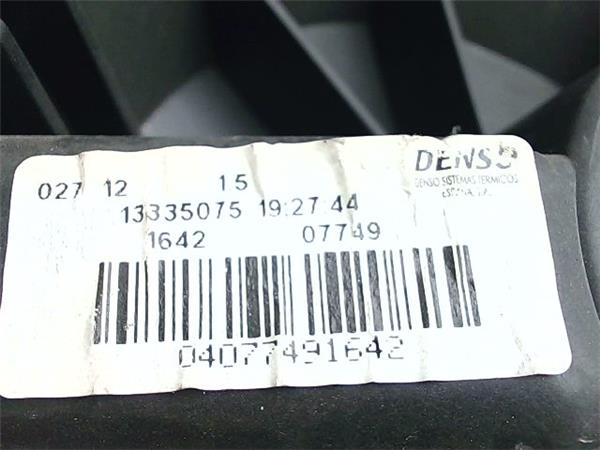 DENSO
DENSO SISTEMAS TERMICOS
ESPAÑA, S.A.
027 12 15
13335075 19:27:44
1642 07749
04077491642